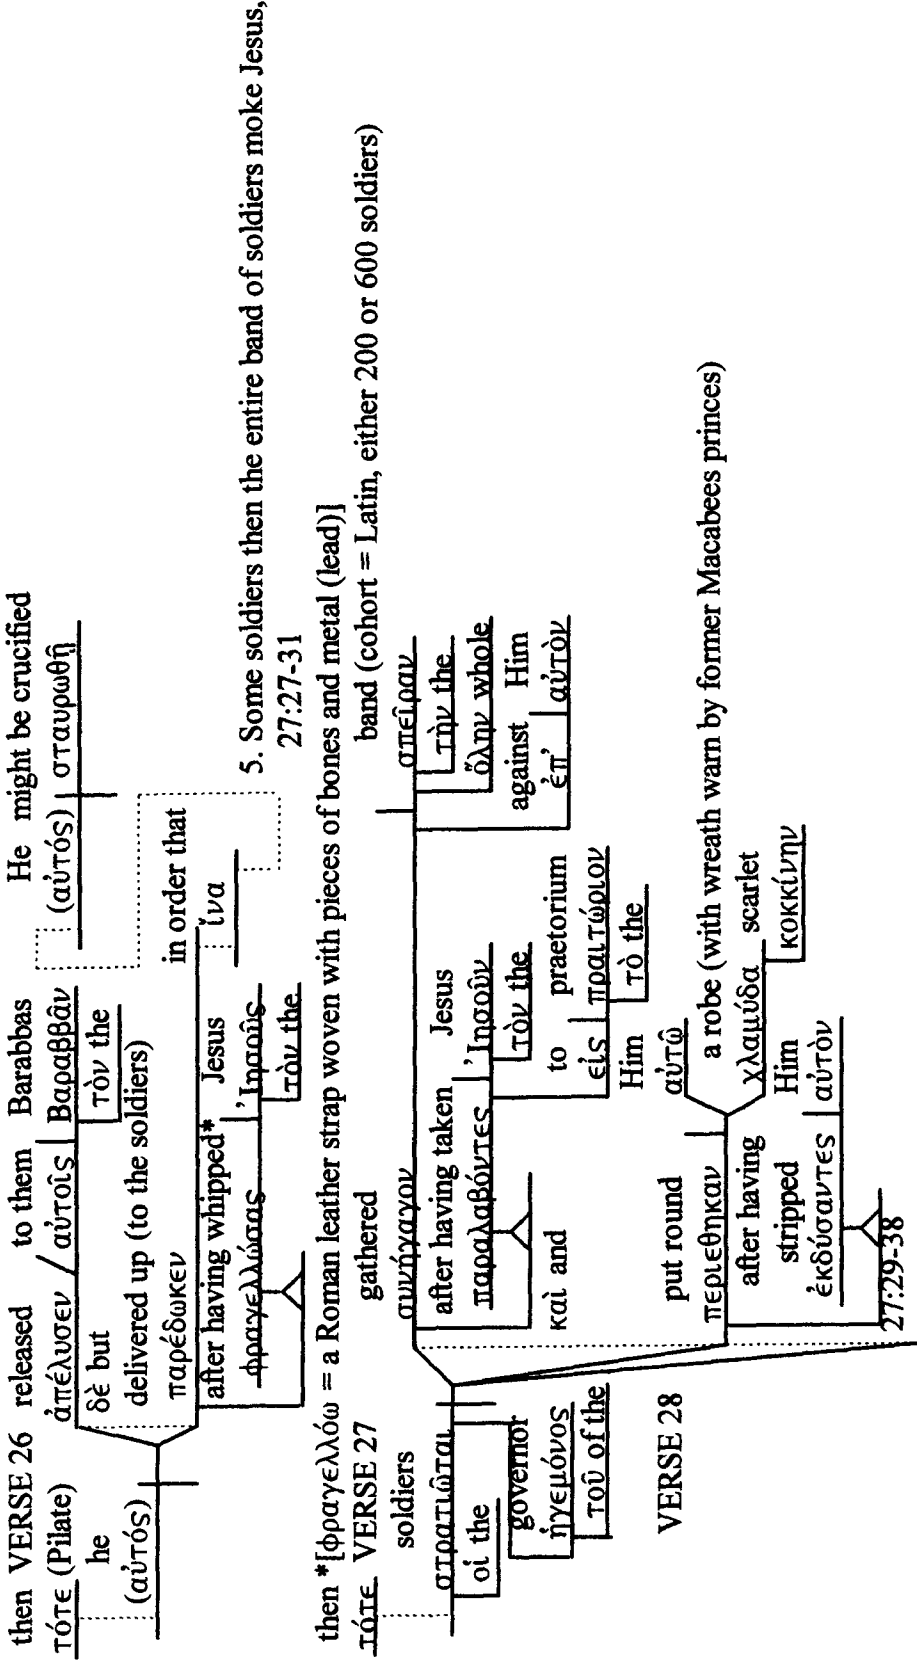 then VERSE 26 released to them Barabbas He might be crucified
τότε (Pilate) ἀπέλυσεν αὐτοῖς Βαραββᾶν (αὐτός) σταυρωθῇ
he δὲ but τὸν the
(αὐτός) delivered up (to the soldiers) in order that
παρέδωκεν ἵνα
after having whipped* Jesus
φραγελλώσας Ἰησοῦς
τὸν the
5. Some soldiers then the entire band of soldiers moke Jesus,
27:27-31
then *[φραγελλόω = a Roman leather strap woven with pieces of bones and metal (lead)]
τότε VERSE 27 gathered band (cohort = Latin, either 200 or 600 soldiers)
soldiers συνήγαγον σπεῖραν
στρατιῶται after having taken Jesus τὴν the
οἱ the παραλαβόντες Ἰησοῦν ὅλην whole
governor τὸν the against Him
ἡγεμόνος καὶ and to praetorium ἐπ' αὐτὸν
τοῦ of the εἰς πραιτώριον
τὸ the
Him
αὐτῷ
VERSE 28 put round a robe (with wreath warn by former Macabees princes)
περιεθηκαν χλαμύδα scarlet
after having Him κοκκίνην
stripped
ἐκδύσαντες αὐτὸν
27:29-38